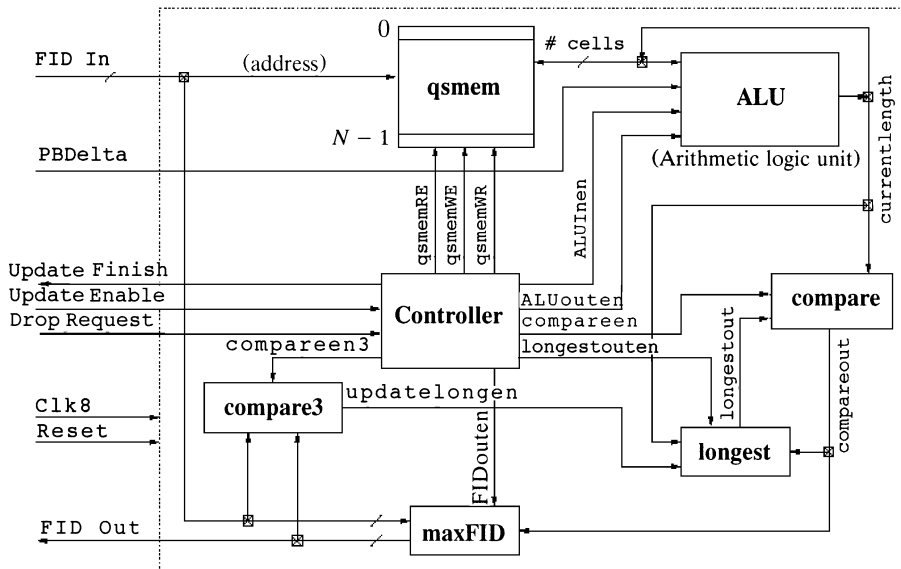 0
FID In
(address)
# cells
qsmem
ALU
N − 1
PBDelta
(Arithmetic logic unit)
currentlength
qsmemRE
qsmemWE
qsmemWR
ALUInen
Update Finish
Update Enable
Drop Request
Controller
ALUouten
compareen
compare
compareen3
longestouten
longestout
compareout
updatelongen
Clk8
compare3
Reset
longest
FIDouten
FID Out
maxFID